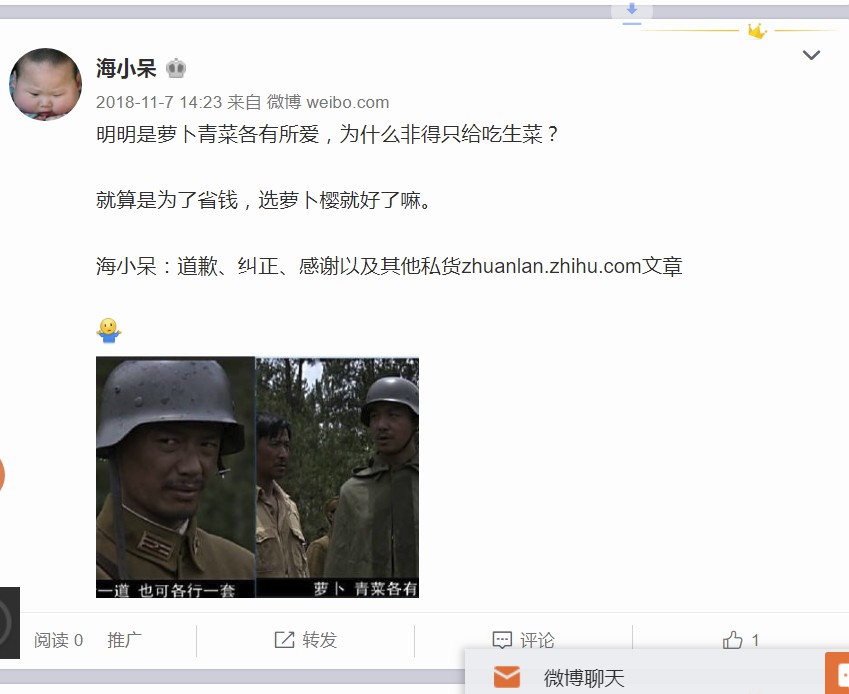 海小呆
2018-11-7 14:23 来自 微博 weibo.com
明明是萝卜青菜各有所爱，为什么非得只给吃生菜？
就算是为了省钱，选萝卜樱就好了嘛。
海小呆：道歉、纠正、感谢以及其他私货zhuanlan.zhihu.com文章
一道 也可各行一套
萝卜 青菜各有
阅读 0 推广 转发 评论 1
微博聊天